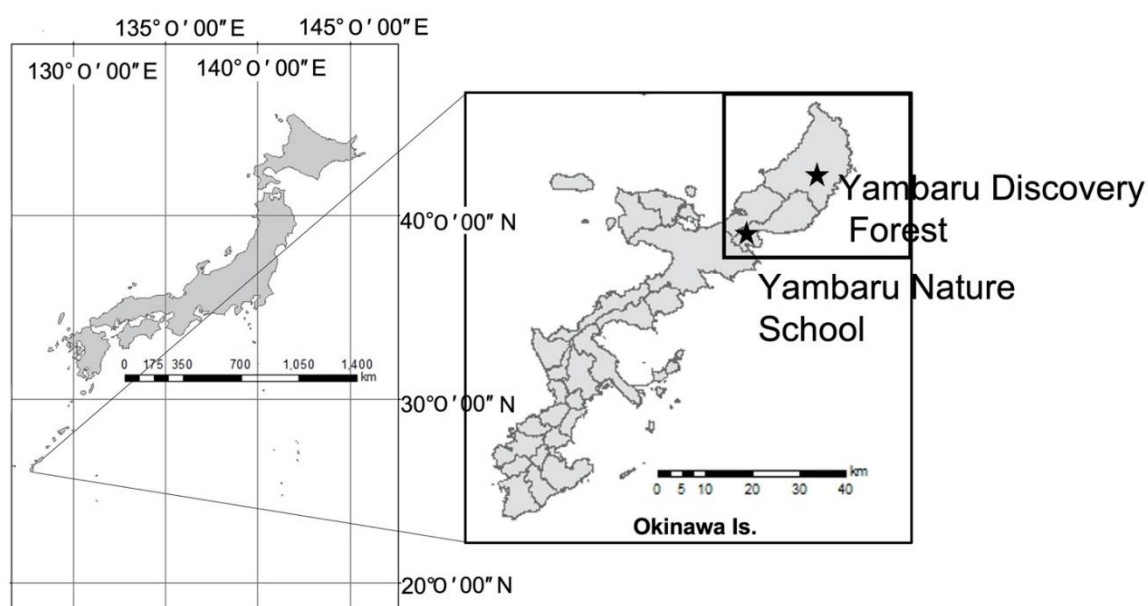 135°0′00″E
145°0′00″E
130°0′00″E
140°0′00″E
40°0′00″N
30°0′00″N
20°0′00″N
0 175 350 700 1,050 1,400
km
Yambaru Discovery
Forest
Yambaru Nature
School
km
0 5 10 20 30 40
Okinawa Is.